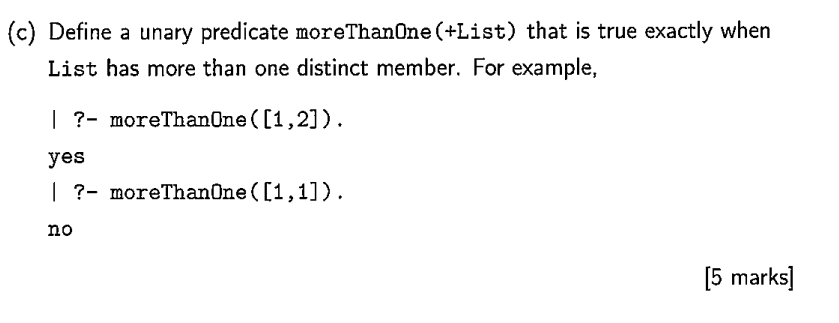 (c) Define a unary predicate moreThanOne(+List) that is true exactly when
List has more than one distinct member. For example,
| ?- moreThanOne([1,2]).
yes
| ?- moreThanOne([1,1]).
no
[5 marks]